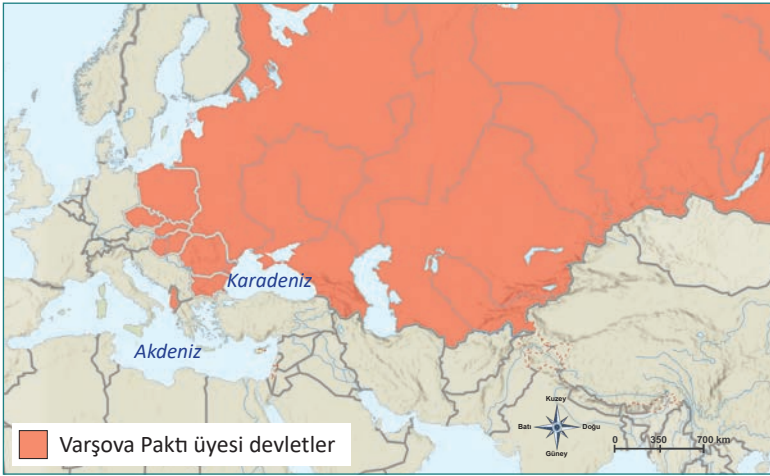 Karadeniz
Akdeniz
Kuzey
Batı
Doğu
Güney
0 350 700 km
Varşova Paktı üyesi devletler